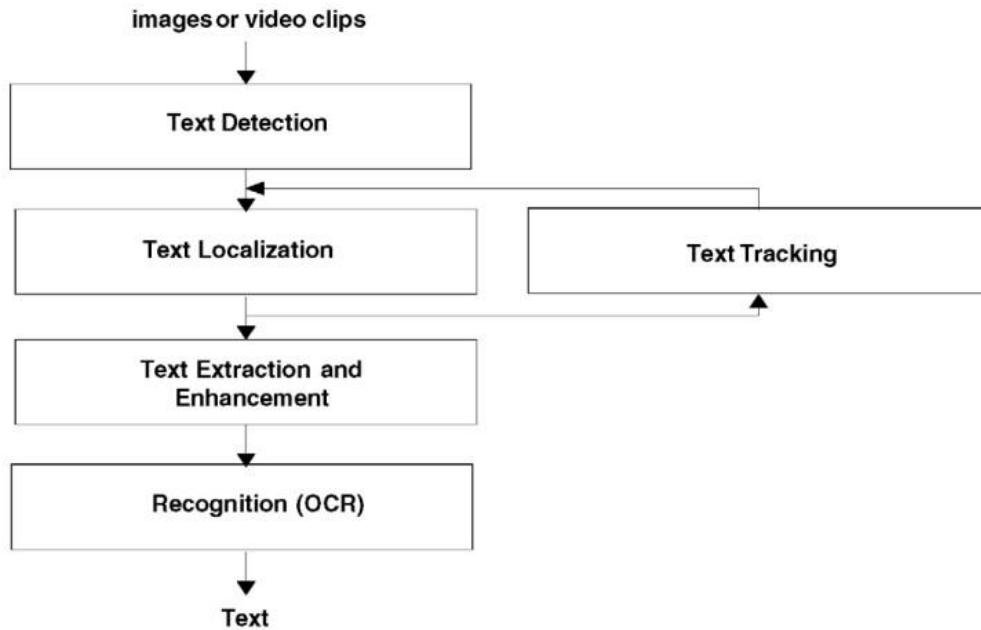 images or video clips
Text Detection
Text Localization
Text Tracking
Text Extraction and
Enhancement
Recognition (OCR)
Text